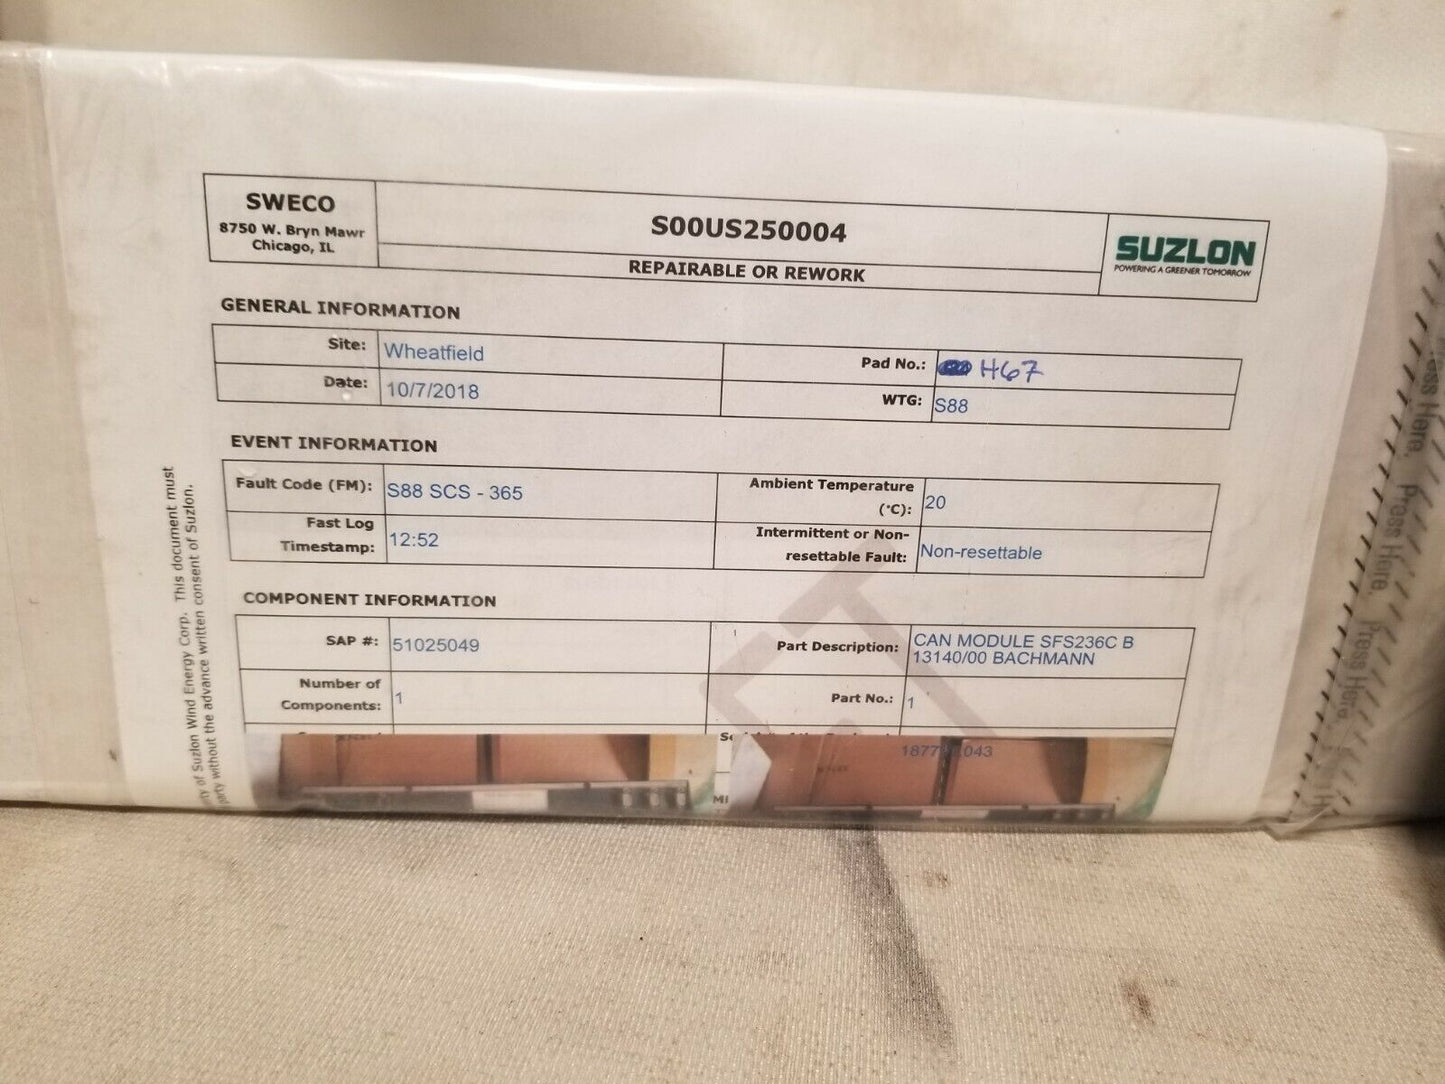 SWECO
8750 W. Bryn Mawr
Chicago, IL
S00US250004
REPAIRABLE OR REWORK
SUZLON
POWERING A GREENER TOMORROW
GENERAL INFORMATION
Site: Wheatfield
Pad No.: H67
Date: 10/7/2018
WTG: S88
EVENT INFORMATION
Fault Code (FM): S88 SCS - 365
Ambient Temperature
(°C): 20
Fast Log
Timestamp: 12:52
Intermittent or Non-
resettable Fault: Non-resettable
COMPONENT INFORMATION
SAP #: 51025049
Part Description: CAN MODULE SFS236C B
13140/00 BACHMANN
Number of
Components: 1
Part No.: 1
of Suzlon Wind Energy Corp. This document must
without the advance written consent of Suzlon.
Press Here.
Press Here.
Press Here.